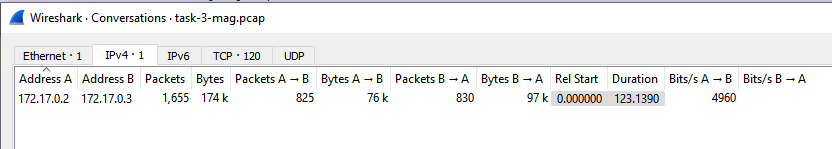 Wireshark · Conversations · task-3-mag.pcap
Ethernet · 1 IPv4 · 1 IPv6 TCP · 120 UDP
Address A Address B Packets Bytes Packets A → B Bytes A → B Packets B → A Bytes B → A Rel Start Duration Bits/s A → B Bits/s B → A
172.17.0.2 172.17.0.3 1,655 174 k 825 76 k 830 97 k 0.000000 123.1390 4960